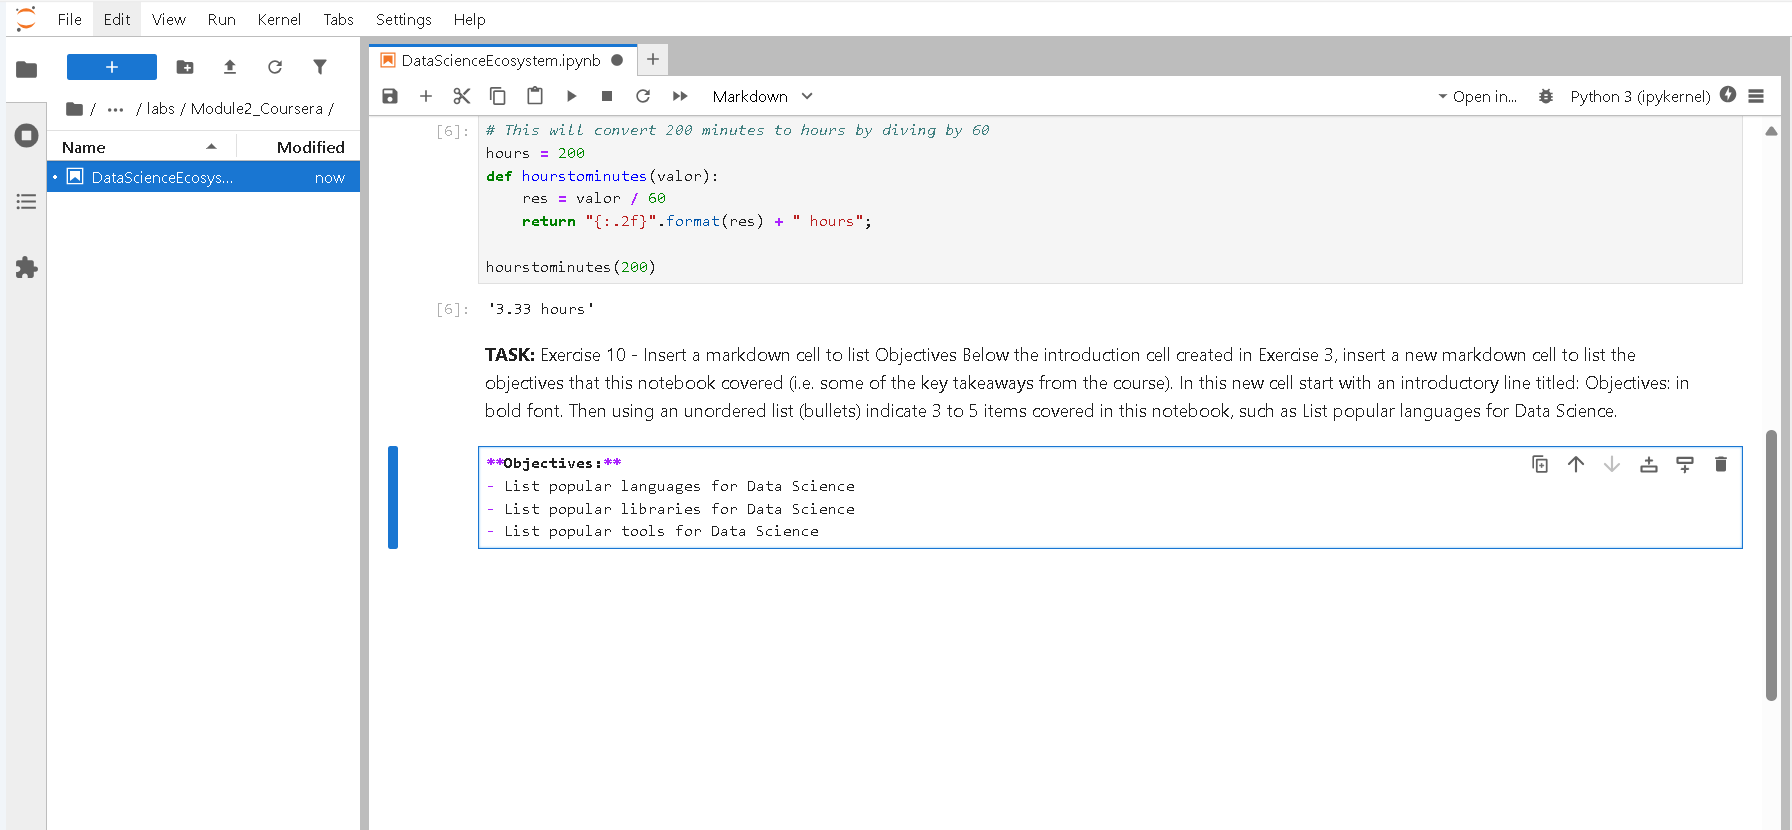 File Edit View Run Kernel Tabs Settings Help
+
/ ••• / labs / Module2_Coursera /
Name Modified
• DataScienceEcosys... now
DataScienceEcosystem.ipynb
+
Markdown
Open in...
Python 3 (ipykernel)
[6]: # This will convert 200 minutes to hours by diving by 60
hours = 200
def hourstominutes(valor):
    res = valor / 60
    return "{:.2f}".format(res) + " hours";
hourstominutes(200)
[6]: '3.33 hours'
TASK: Exercise 10 - Insert a markdown cell to list Objectives Below the introduction cell created in Exercise 3, insert a new markdown cell to list the
objectives that this notebook covered (i.e. some of the key takeaways from the course). In this new cell start with an introductory line titled: Objectives: in
bold font. Then using an unordered list (bullets) indicate 3 to 5 items covered in this notebook, such as List popular languages for Data Science.
**Objectives:**
- List popular languages for Data Science
- List popular libraries for Data Science
- List popular tools for Data Science